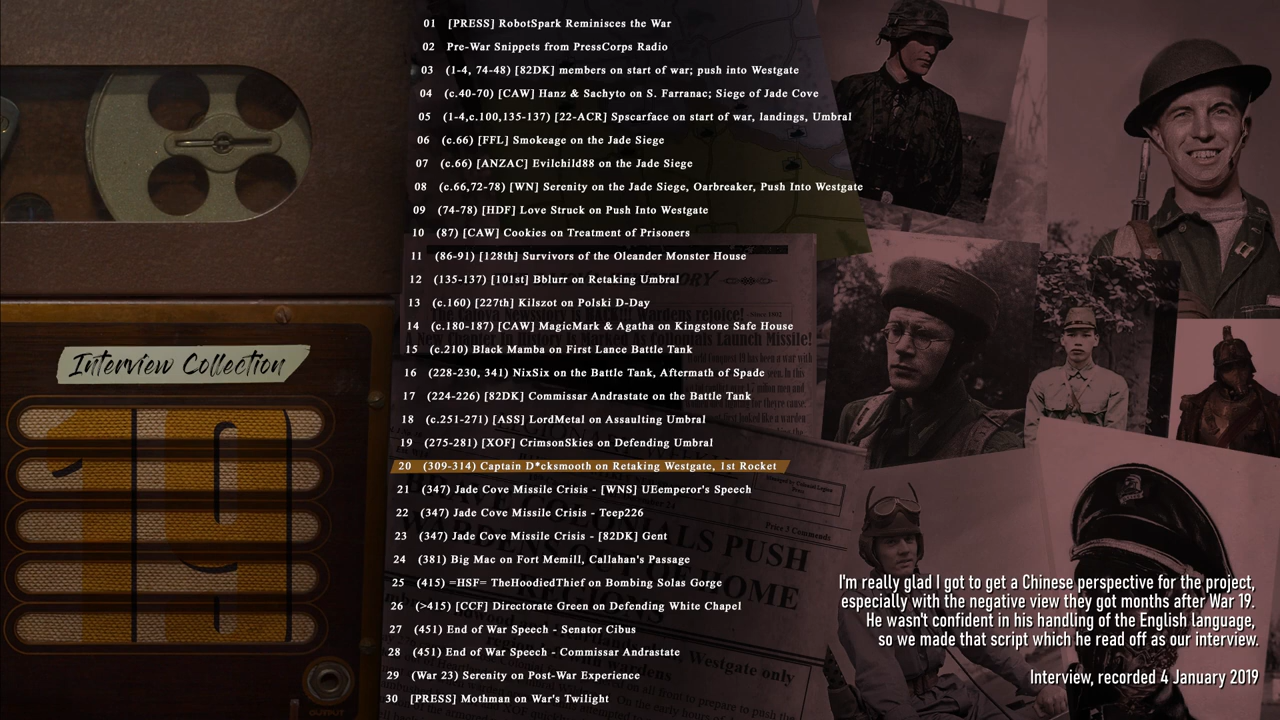 01 [PRESS] RobotSpark Reminisces the War
02 Pre-War Snippets from PressCorps Radio
03 (1-4, 74-48) [82DK] members on start of war; push into Westgate
04 (c.40-70) [CAW] Hanz & Sachyto on S. Farranac; Siege of Jade Cove
05 (1-4,c.100,135-137) [22-ACR] Spscarface on start of war, landings, Umbral
06 (c.66) [FFL] Smokeage on the Jade Siege
07 (c.66) [ANZAC] Evilchild88 on the Jade Siege
08 (c.66,72-78) [WN] Serenity on the Jade Siege, Oarbreaker, Push Into Westgate
09 (74-78) [HDF] Love Struck on Push Into Westgate
10 (87) [CAW] Cookies on Treatment of Prisoners
11 (86-91) [128th] Survivors of the Oleander Monster House
12 (135-137) [101st] Bblurr on Retaking Umbral
13 (c.160) [227th] Kilszot on Polski D-Day
14 (c.180-187) [CAW] MagicMark & Agatha on Kingstone Safe House
15 (c.210) Black Mamba on First Lance Battle Tank
16 (228-230, 341) NixSix on the Battle Tank, Aftermath of Spade
17 (224-226) [82DK] Commissar Andrastate on the Battle Tank
18 (c.251-271) [ASS] LordMetal on Assaulting Umbral
19 (275-281) [XOF] CrimsonSkies on Defending Umbral
20 (309-314) Captain D*cksmooth on Retaking Westgate, 1st Rocket
21 (347) Jade Cove Missile Crisis - [WNS] UEemperor's Speech
22 (347) Jade Cove Missile Crisis - Teep226
23 (347) Jade Cove Missile Crisis - [82DK] Gent
24 (381) Big Mac on Fort Memill, Callahan's Passage
25 (415) =HSF= TheHoodiedThief on Bombing Solas Gorge
26 (>415) [CCF] Directorate Green on Defending White Chapel
27 (451) End of War Speech - Senator Cibus
28 (451) End of War Speech - Commissar Andrastate
29 (War 23) Serenity on Post-War Experience
30 [PRESS] Mothman on War's Twilight
Interview Collection
19
OUTPUT
I'm really glad I got to get a Chinese perspective for the project,
especially with the negative view they got months after War 19.
He wasn't confident in his handling of the English language,
so we made that script which he read off as our interview.
Interview, recorded 4 January 2019